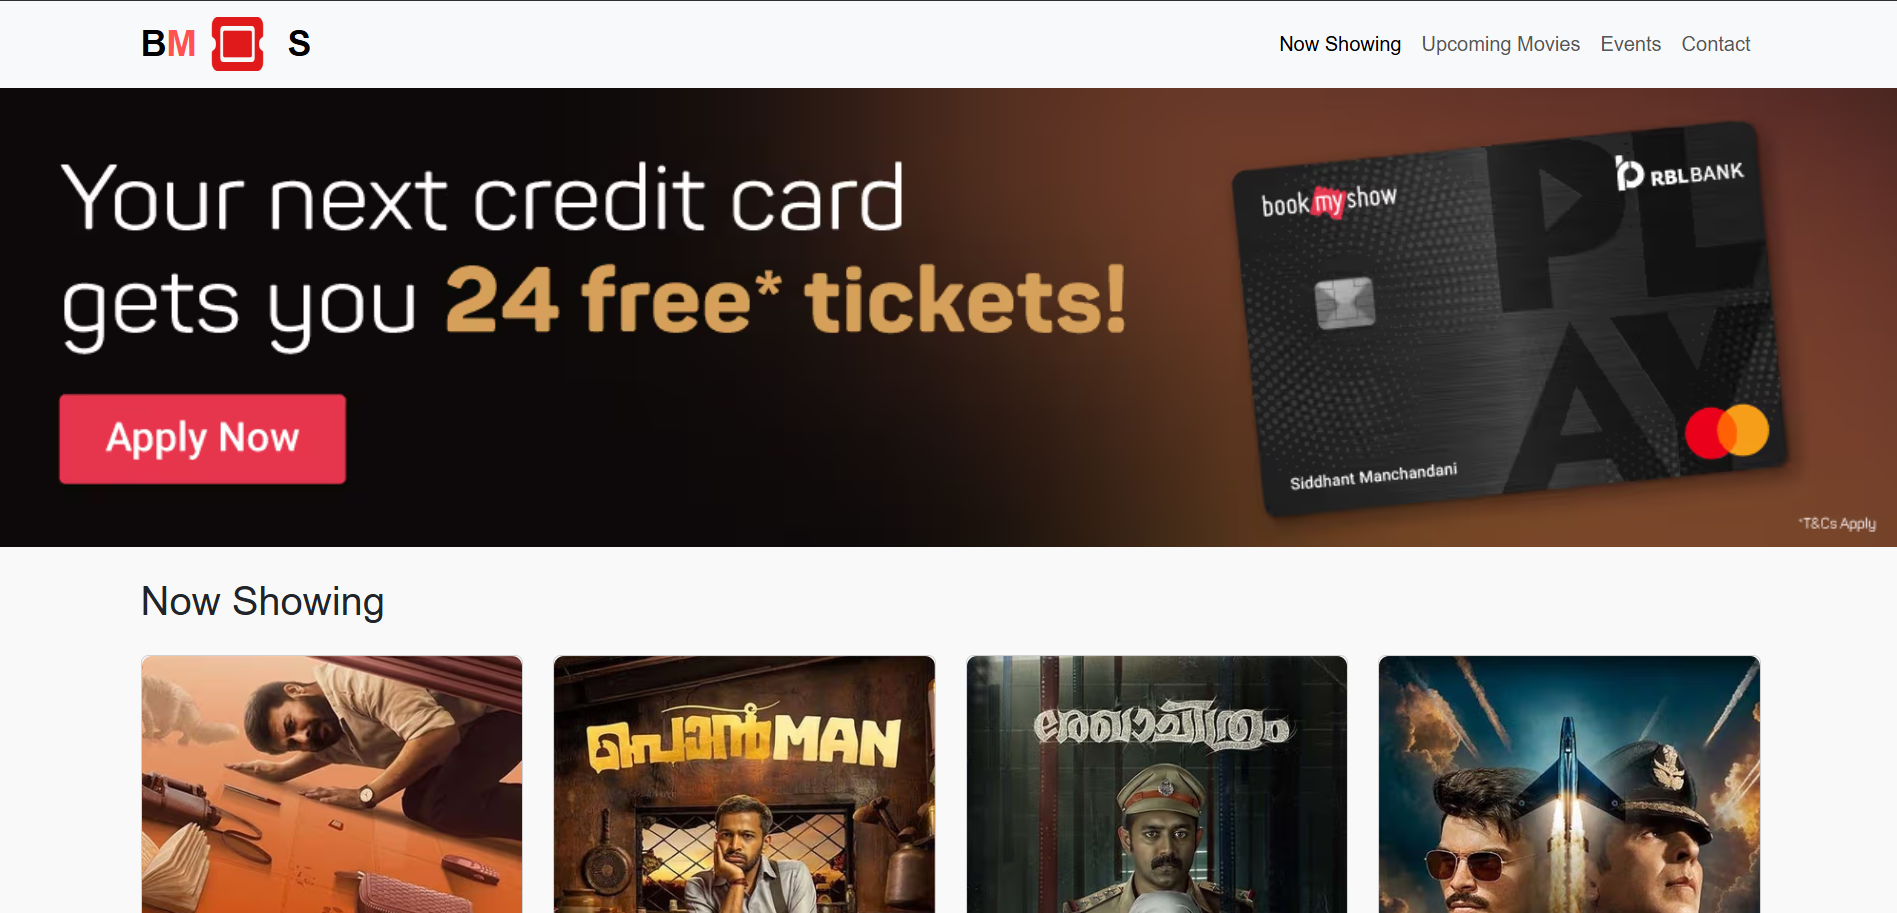 BM S
Now Showing Upcoming Movies Events Contact
Your next credit card
gets you 24 free* tickets!
Apply Now
book my show
RBL BANK
PLAY
Siddhant Manchandani
*T&Cs Apply
Now Showing
പൊൻMAN
രേഖാചിത്രം